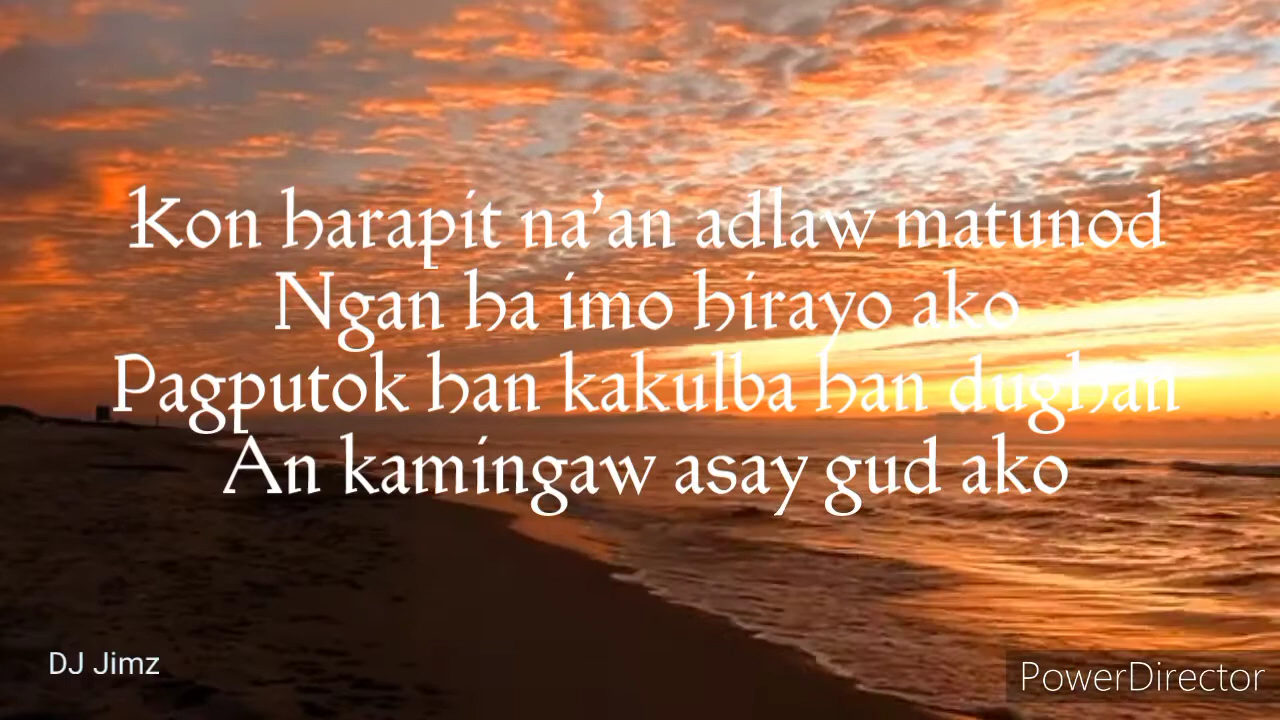 Kon harapit na'an adlaw matunod
Ngan ha imo hirayo ako
Pagputok han kakulba han dughan
An kamingaw asay gud ako
DJ Jimz
PowerDirector